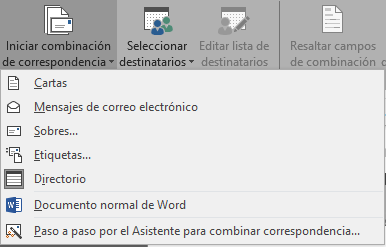 Iniciar combinación
de correspondencia
Seleccionar
destinatarios
Editar lista de
destinatarios
Resaltar campos
de combinación
Cartas
Mensajes de correo electrónico
Sobres...
Etiquetas...
Directorio
Documento normal de Word
Paso a paso por el Asistente para combinar correspondencia...